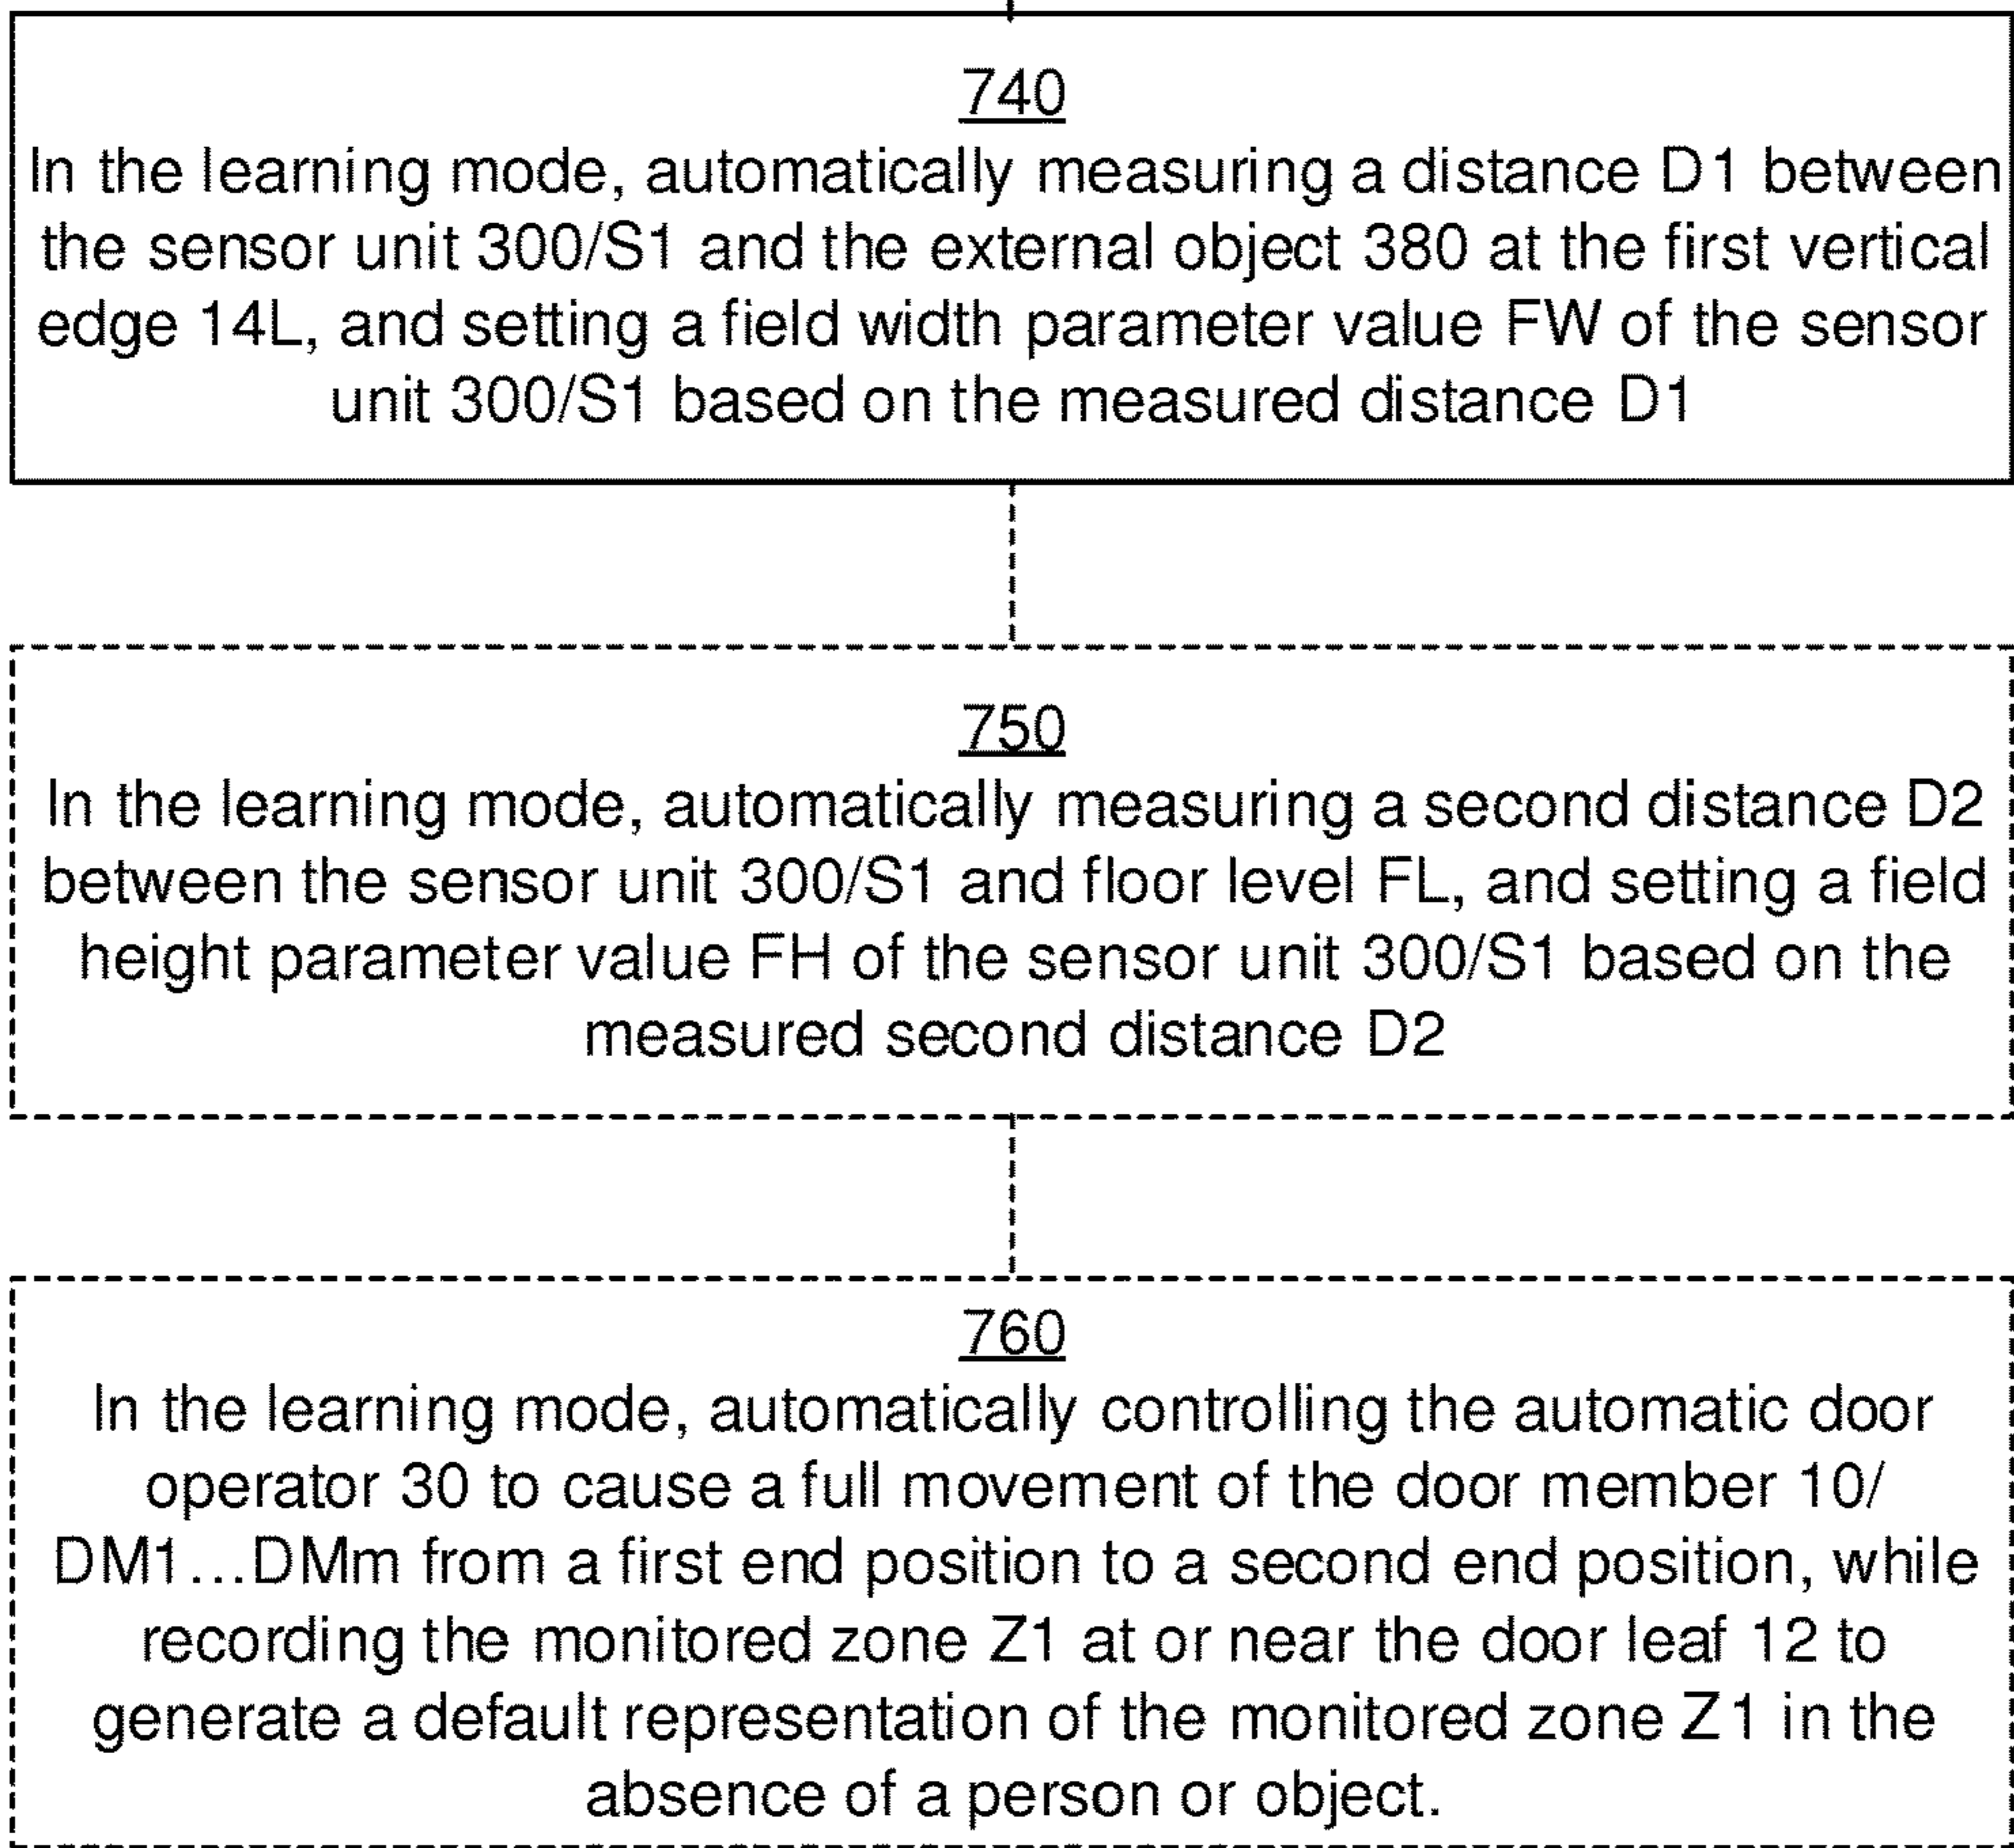 740
In the learning mode, automatically measuring a distance D1 between
the sensor unit 300/S1 and the external object 380 at the first vertical
edge 14L, and setting a field width parameter value FW of the sensor
unit 300/S1 based on the measured distance D1
750
In the learning mode, automatically measuring a second distance D2
between the sensor unit 300/S1 and floor level FL, and setting a field
height parameter value FH of the sensor unit 300/S1 based on the
measured second distance D2
760
In the learning mode, automatically controlling the automatic door
operator 30 to cause a full movement of the door member 10/
DM1...DMm from a first end position to a second end position, while
recording the monitored zone Z1 at or near the door leaf 12 to
generate a default representation of the monitored zone Z1 in the
absence of a person or object.